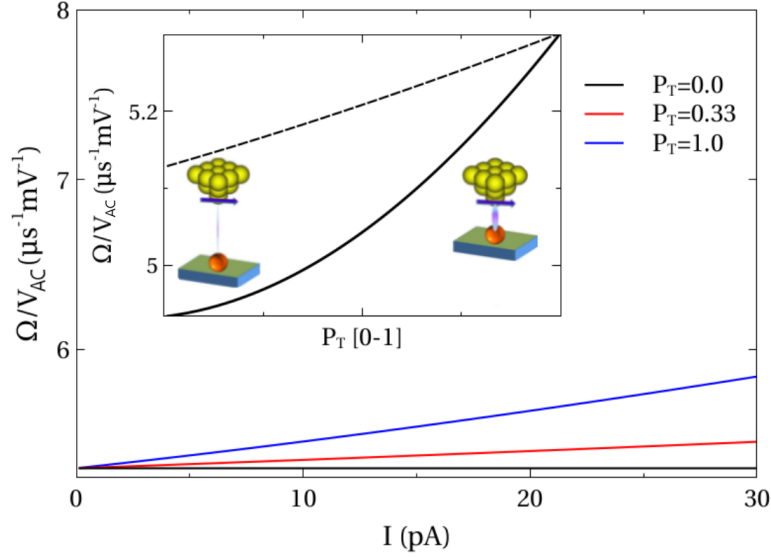 8
7
6
0
10
20
30
Ω/V_AC (μs⁻¹mV⁻¹)
I (pA)
5.2
5
Ω/V_AC (μs⁻¹mV⁻¹)
P_T [0-1]
P_T=0.0
P_T=0.33
P_T=1.0